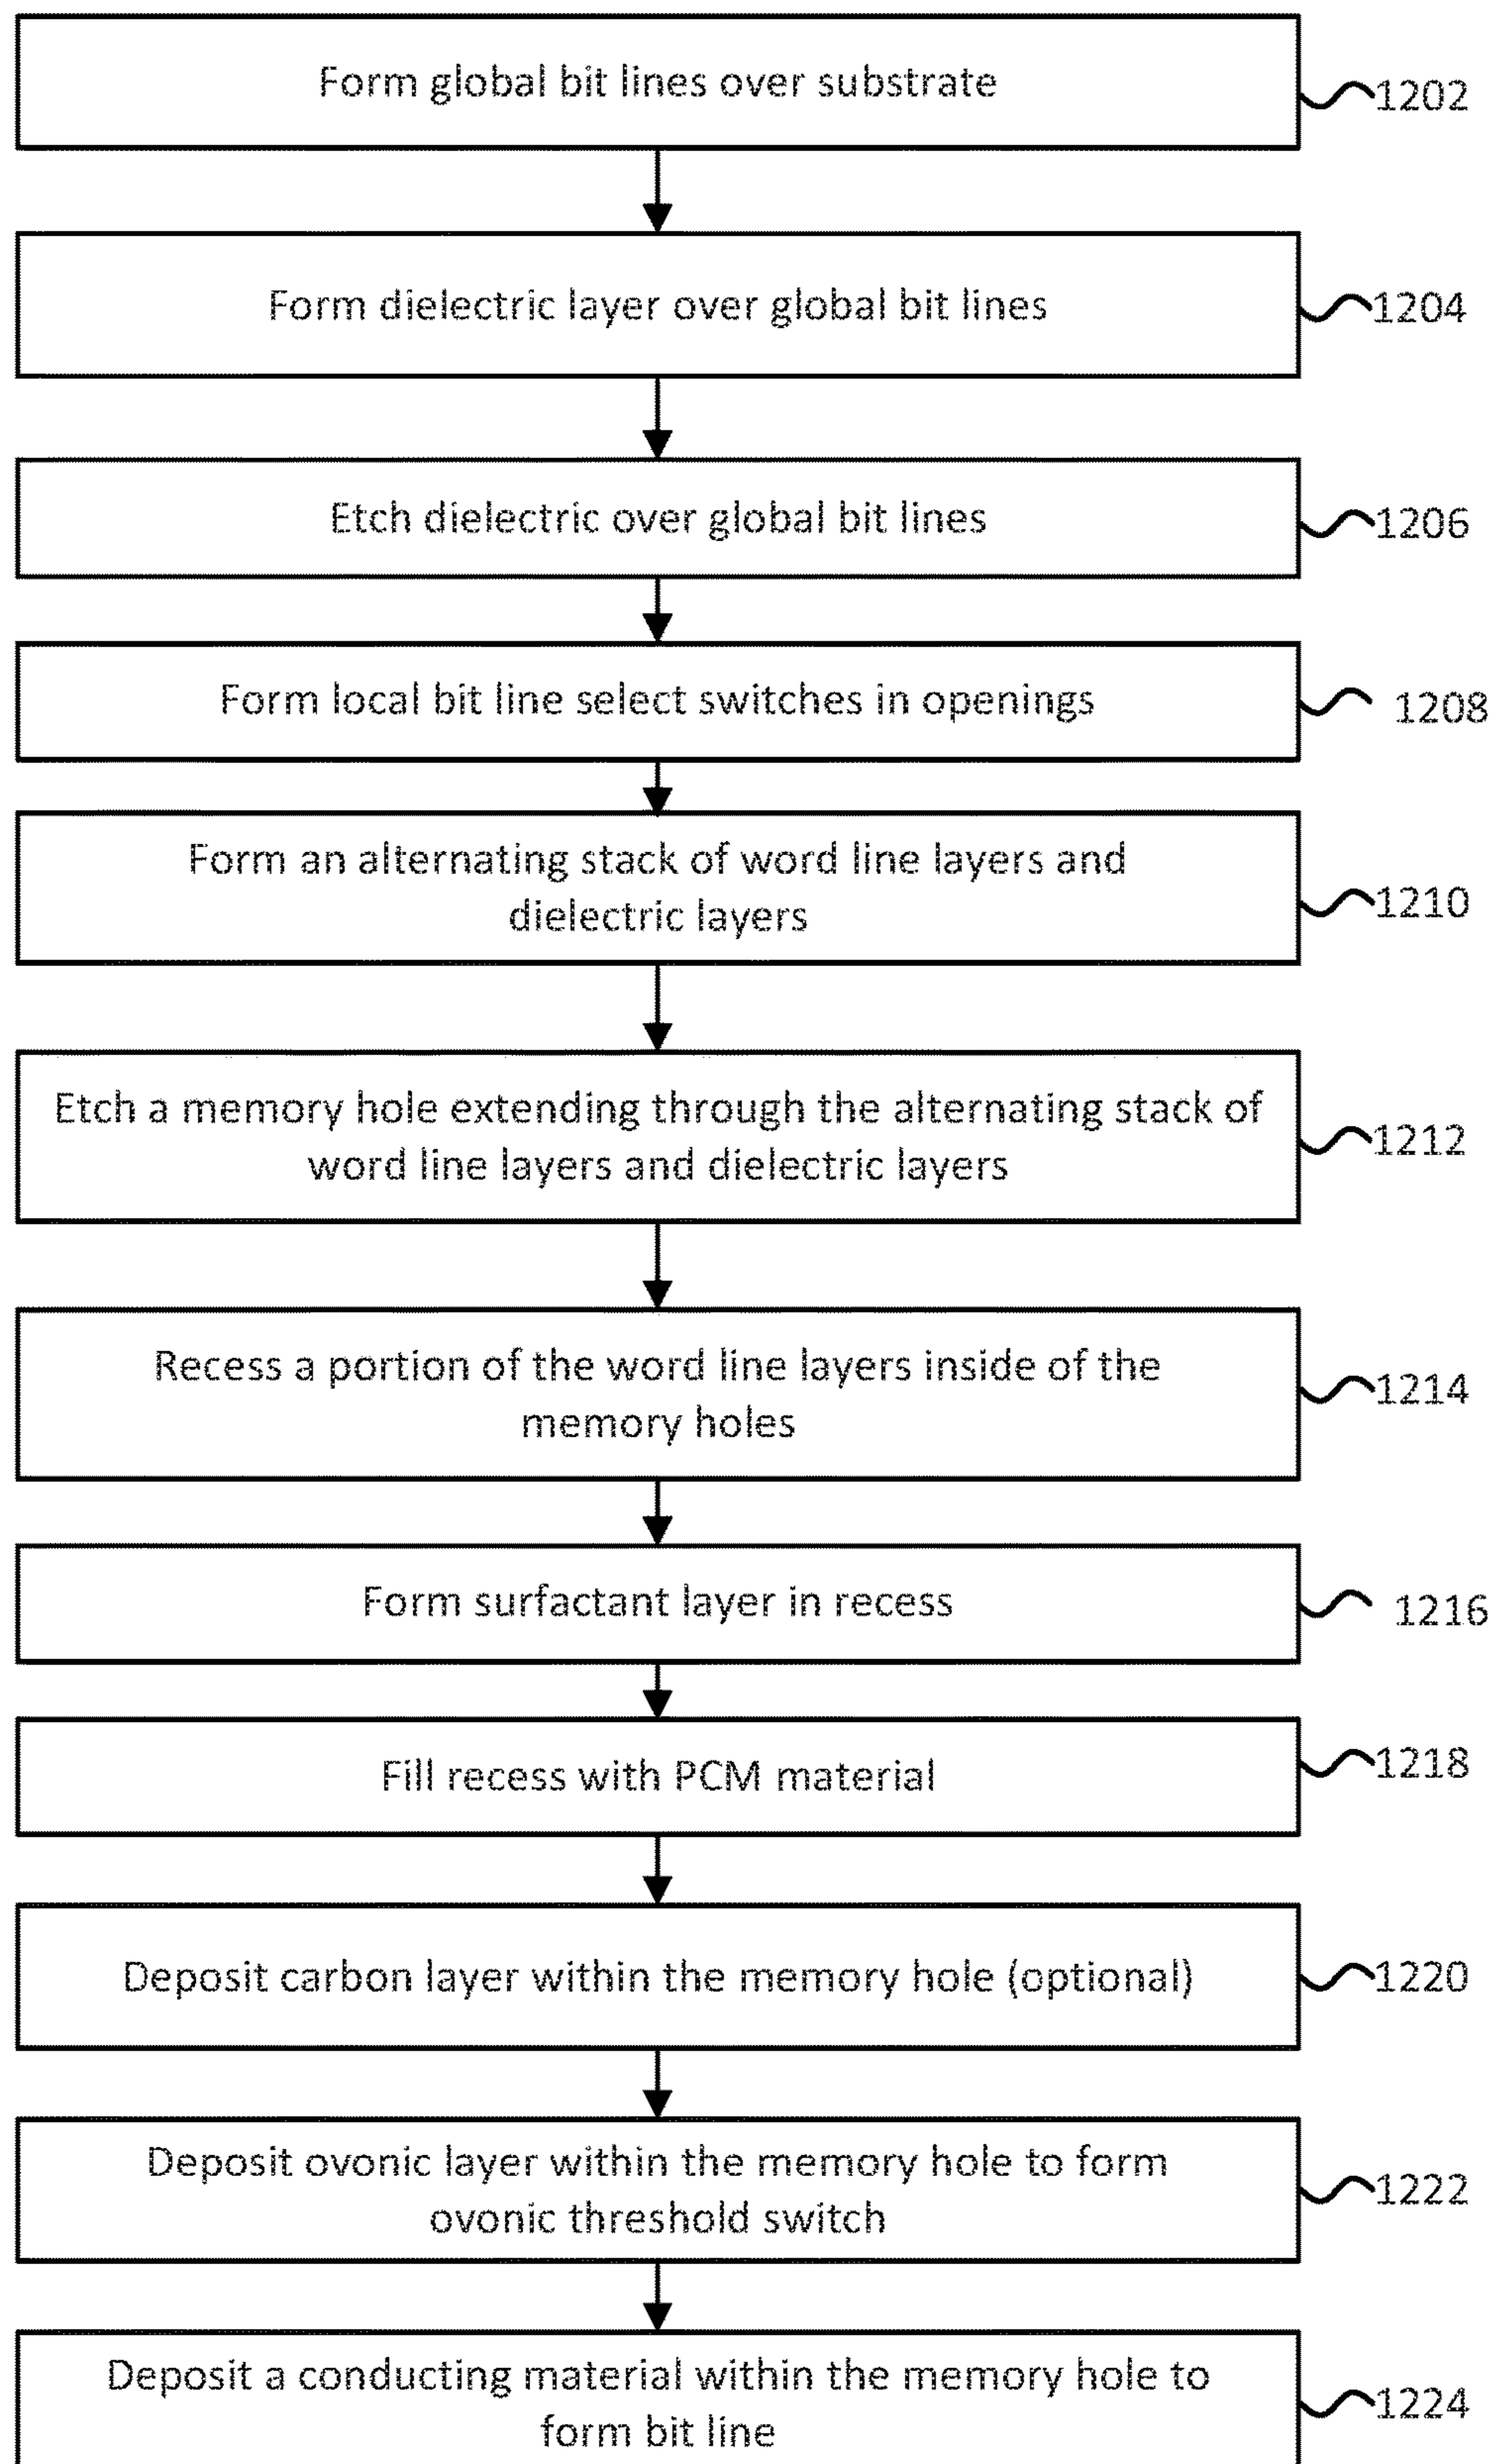 Form global bit lines over substrate
1202
Form dielectric layer over global bit lines
1204
Etch dielectric over global bit lines
1206
Form local bit line select switches in openings
1208
Form an alternating stack of word line layers and
dielectric layers
1210
Etch a memory hole extending through the alternating stack of
word line layers and dielectric layers
1212
Recess a portion of the word line layers inside of the
memory holes
1214
Form surfactant layer in recess
1216
Fill recess with PCM material
1218
Deposit carbon layer within the memory hole (optional)
1220
Deposit ovonic layer within the memory hole to form
ovonic threshold switch
1222
Deposit a conducting material within the memory hole to
form bit line
1224